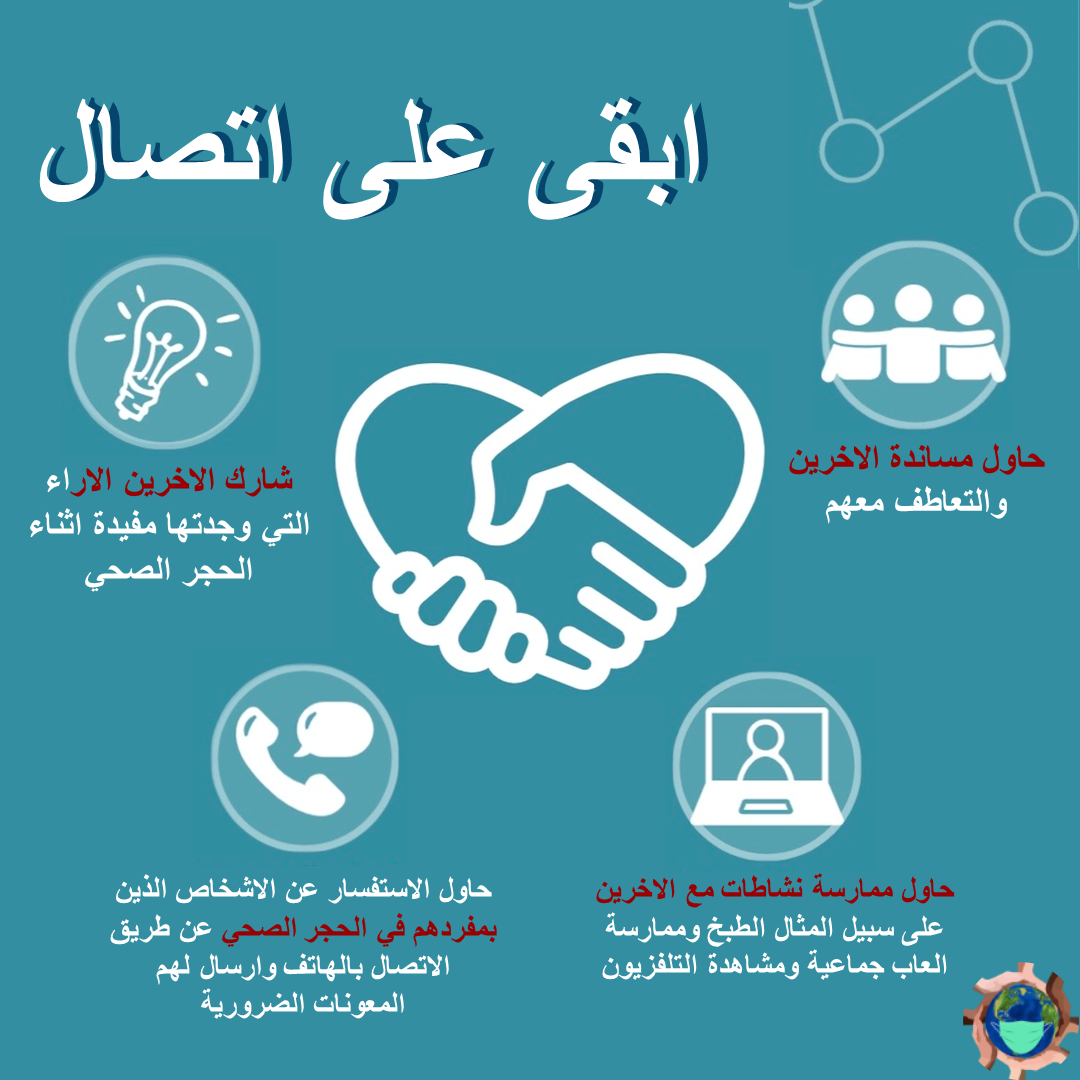 ابقى على اتصال
حاول مساندة الاخرين
والتعاطف معهم
شارك الاخرين الاراء
التي وجدتها مفيدة اثناء
الحجر الصحي
حاول ممارسة نشاطات مع الاخرين
على سبيل المثال الطبخ وممارسة
العاب جماعية ومشاهدة التلفزيون
حاول الاستفسار عن الاشخاص الذين
بمفردهم في الحجر الصحي عن طريق
الاتصال بالهاتف وارسال لهم
المعونات الضرورية